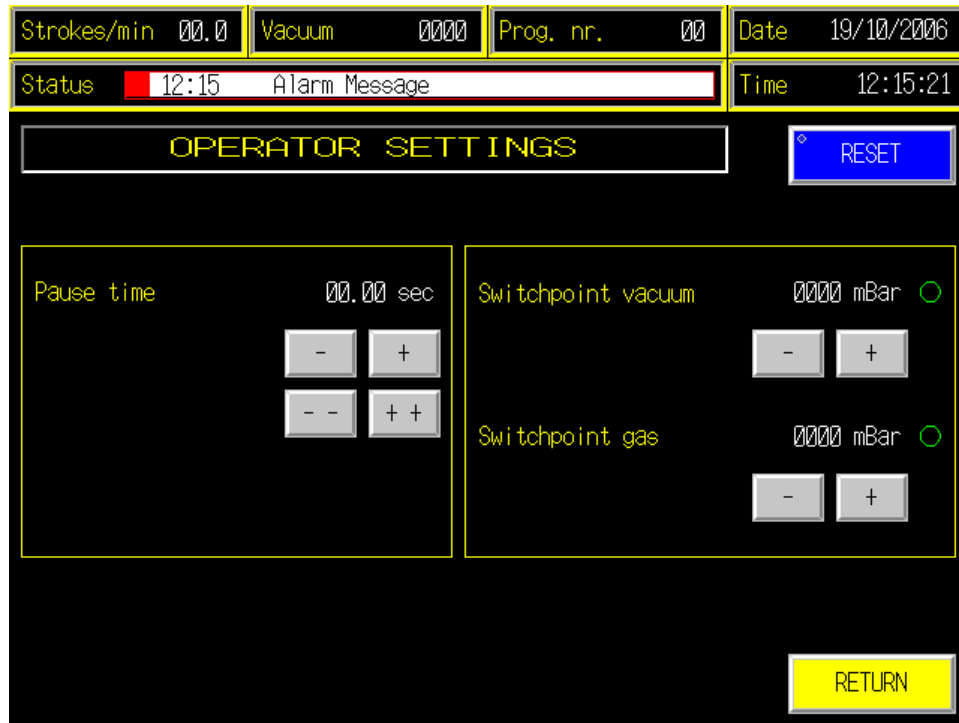 Strokes/min 00.0 Vacuum 0000 Prog. nr. 00 Date 19/10/2006
Status 12:15 Alarm Message Time 12:15:21
OPERATOR SETTINGS
RESET
Pause time 00.00 sec
- +
- - + +
Switchpoint vacuum 0000 mBar
- +
Switchpoint gas 0000 mBar
- +
RETURN